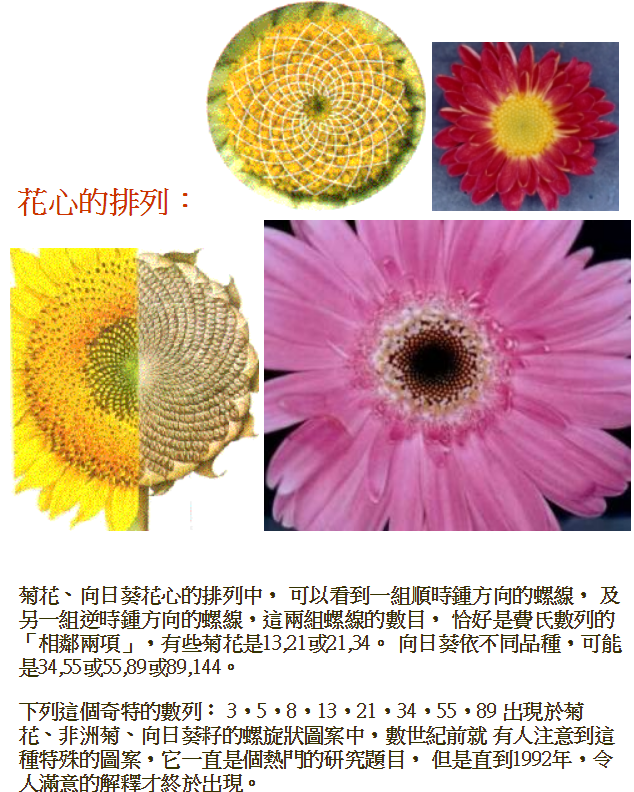 花心的排列：
菊花、向日葵花心的排列中， 可以看到一組順時鍾方向的螺線， 及
另一組逆時鍾方向的螺線，這兩組螺線的數目， 恰好是費氏數列的
「相鄰兩項」，有些菊花是13,21或21,34。 向日葵依不同品種，可能
是34,55或55,89或89,144。
下列這個奇特的數列： 3，5，8，13，21，34，55，89 出現於菊
花、非洲菊、向日葵籽的螺旋狀圖案中，數世紀前就 有人注意到這
種特殊的圖案，它一直是個熱門的研究題目， 但是直到1992年，令
人滿意的解釋才終於出現。